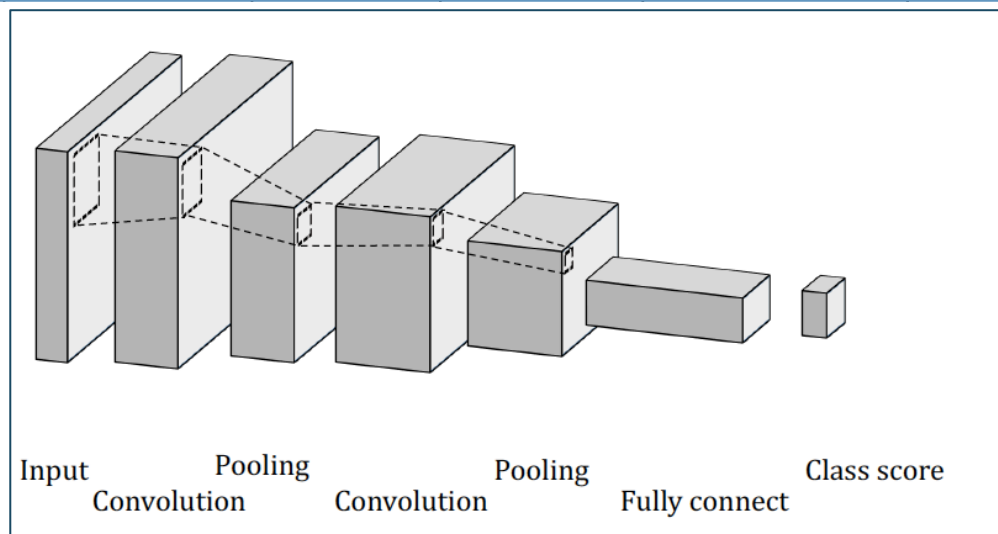 Input
Convolution
Pooling
Convolution
Pooling
Fully connect
Class score